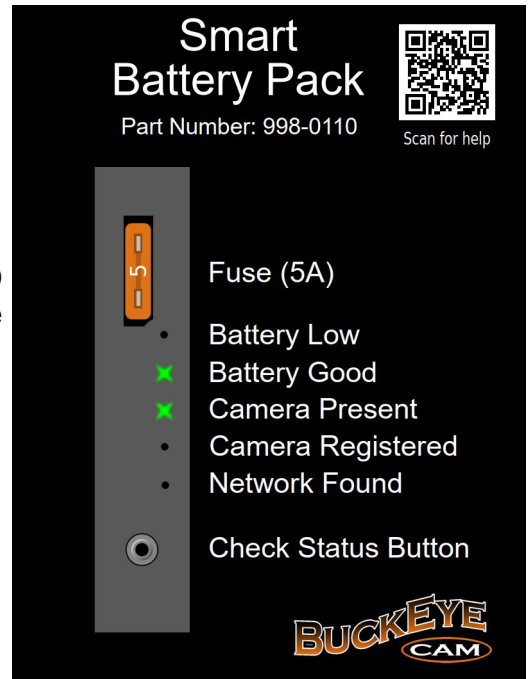 Smart
Battery Pack
Part Number: 998-0110
Scan for help
5
Fuse (5A)
Battery Low
Battery Good
Camera Present
Camera Registered
Network Found
Check Status Button
BUCKEYE
CAM